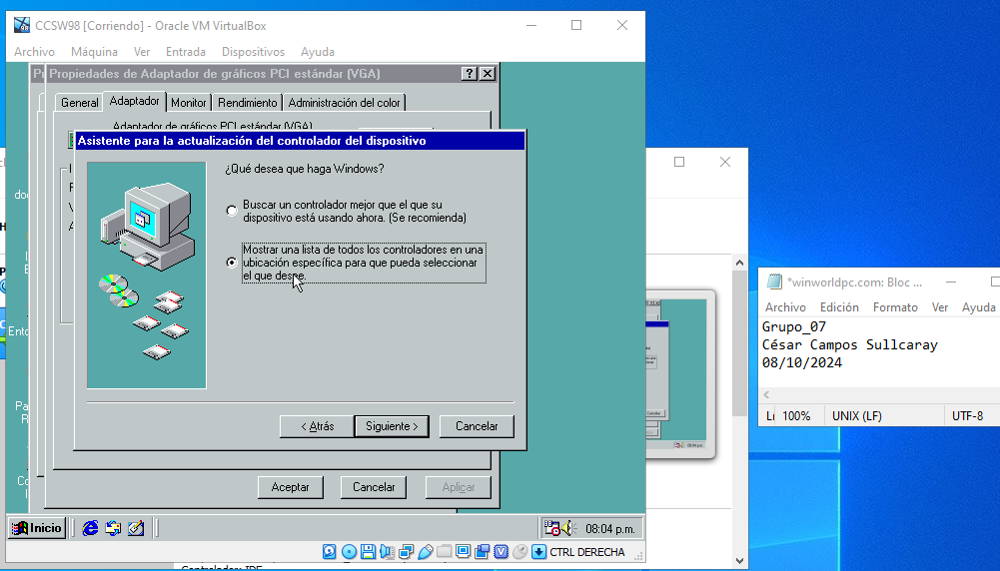 CCSW98 [Corriendo] - Oracle VM VirtualBox
Archivo Máquina Ver Entrada Dispositivos Ayuda
Propiedades de Adaptador de gráficos PCI estándar (VGA)
General Adaptador Monitor Rendimiento Administración del color
Adaptador de gráficos PCI estándar (VGA)
Asistente para la actualización del controlador del dispositivo
¿Qué desea que haga Windows?
Buscar un controlador mejor que el que su
dispositivo está usando ahora. (Se recomienda)
Mostrar una lista de todos los controladores en una
ubicación específica para que pueda seleccionar
el que desee.
< Atrás Siguiente > Cancelar
Aceptar Cancelar Aplicar
Inicio 08:04 p.m.
CTRL DERECHA
Controlador: IDE
*winworldpc.com: Bloc ...
Archivo Edición Formato Ver Ayuda
Grupo_07
César Campos Sullcaray
08/10/2024
100% UNIX (LF) UTF-8